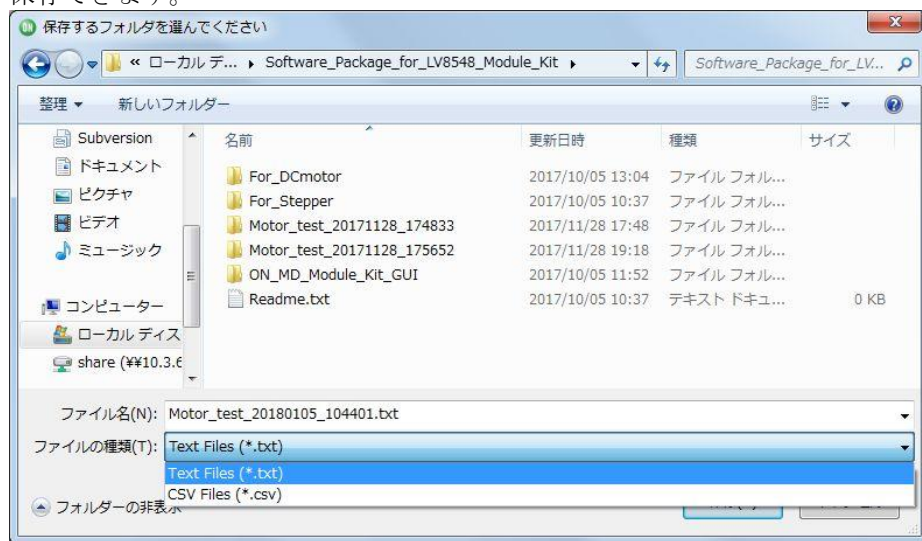 保存できます。
保存するフォルダを選んでください
« ローカル デ... ▸ Software_Package_for_LV8548_Module_Kit ▸
Software_Package_for_LV...
整理 新しいフォルダー
名前 更新日時 種類 サイズ
Subversion
ドキュメント
ピクチャ
ビデオ
ミュージック
コンピューター
ローカル ディス
share (¥¥10.3.6
For_DCmotor 2017/10/05 13:04 ファイル フォル...
For_Stepper 2017/10/05 10:37 ファイル フォル...
Motor_test_20171128_174833 2017/11/28 17:48 ファイル フォル...
Motor_test_20171128_175652 2017/11/28 19:18 ファイル フォル...
ON_MD_Module_Kit_GUI 2017/10/05 11:52 ファイル フォル...
Readme.txt 2017/10/05 10:37 テキスト ドキュ... 0 KB
ファイル名(N): Motor_test_20180105_104401.txt
ファイルの種類(T): Text Files (*.txt)
Text Files (*.txt)
CSV Files (*.csv)
フォルダーの非表示